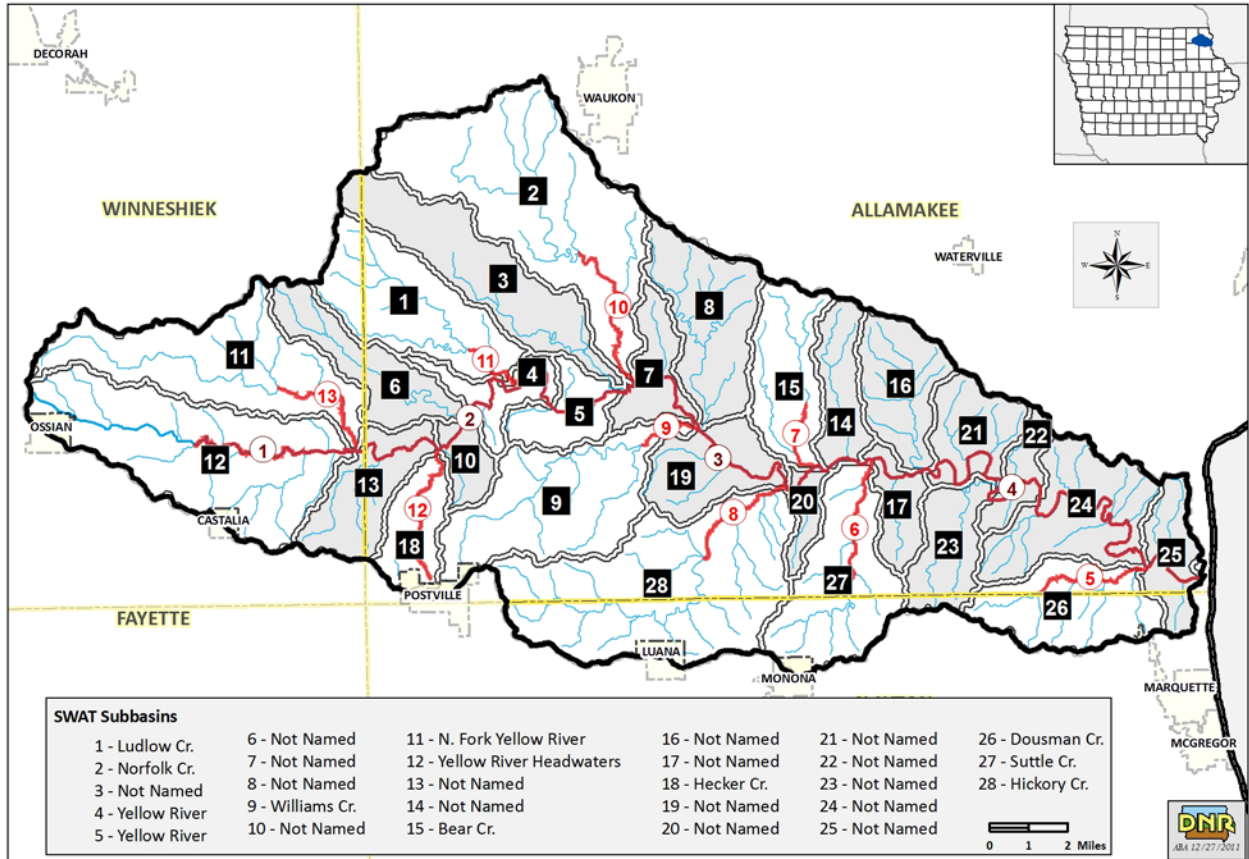 DECORAH
WAUKON
WINNESHIEK
ALLAMAKEE
WATERVILLE
N
W E
S
2
3
8
1
10
11
11
4
7
6
15
16
13
5
2
14
9
7
21
22
OSSIAN
12
1
10
3
19
4
13
9
8
20
6
17
24
12
23
CASTALIA
18
25
28
27
5
POSTVILLE
26
FAYETTE
LUANA
MONONA
MARQUETTE
MCGREGOR
SWAT Subbasins
1 - Ludlow Cr.
2 - Norfolk Cr.
3 - Not Named
4 - Yellow River
5 - Yellow River
6 - Not Named
7 - Not Named
8 - Not Named
9 - Williams Cr.
10 - Not Named
11 - N. Fork Yellow River
12 - Yellow River Headwaters
13 - Not Named
14 - Not Named
15 - Bear Cr.
16 - Not Named
17 - Not Named
18 - Hecker Cr.
19 - Not Named
20 - Not Named
21 - Not Named
22 - Not Named
23 - Not Named
24 - Not Named
25 - Not Named
26 - Dousman Cr.
27 - Suttle Cr.
28 - Hickory Cr.
0 1 2 Miles
DNR
ABA 12/27/2011